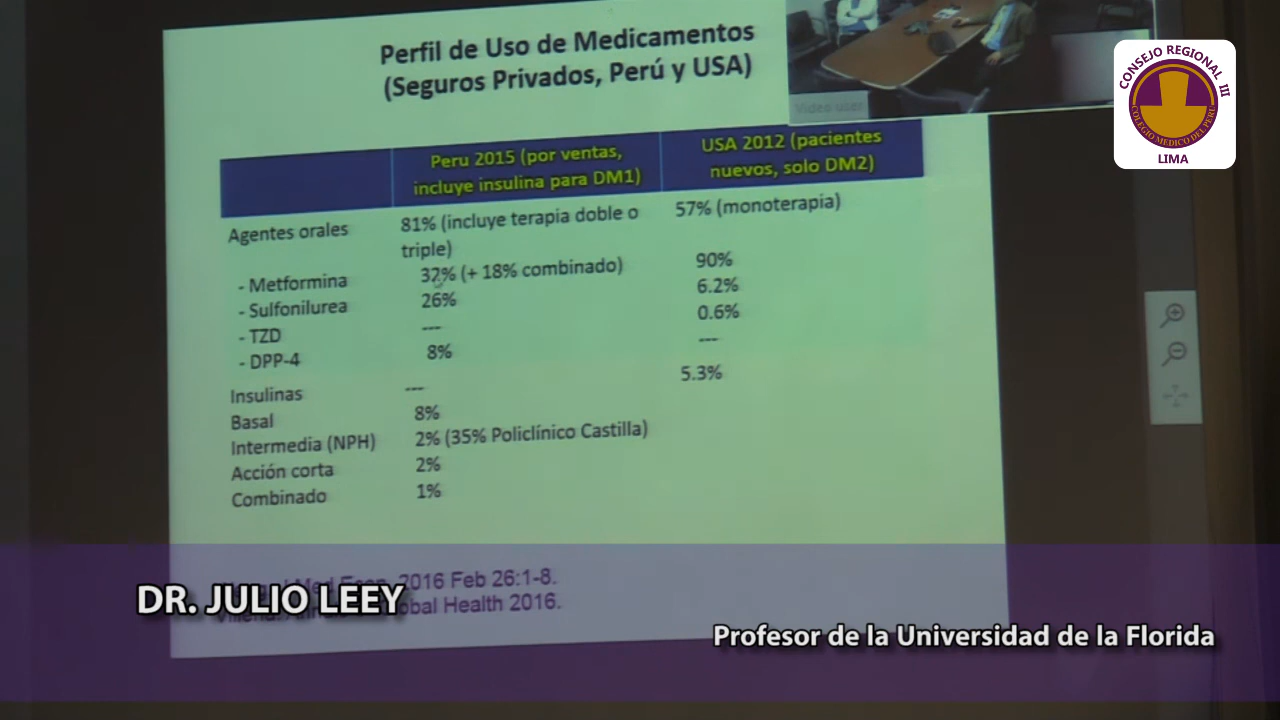 Perfil de Uso de Medicamentos
(Seguros Privados, Perú y USA)
Video user
CONSEJO REGIONAL III
COLEGIO MEDICO DEL PERU
LIMA
Peru 2015 (por ventas,
incluye insulina para DM1)
USA 2012 (pacientes
nuevos, solo DM2)
Agentes orales 81% (incluye terapia doble o
triple) 57% (monoterapia)
- Metformina 32% (+ 18% combinado) 90%
- Sulfonilurea 26% 6.2%
- TZD --- 0.6%
- DPP-4 8% ---
Insulinas --- 5.3%
Basal 8%
Intermedia (NPH) 2% (35% Policlínico Castilla)
Acción corta 2%
Combinado 1%
2016 Feb 26:1-8.
Health 2016.
DR. JULIO LEEY
Profesor de la Universidad de la Florida